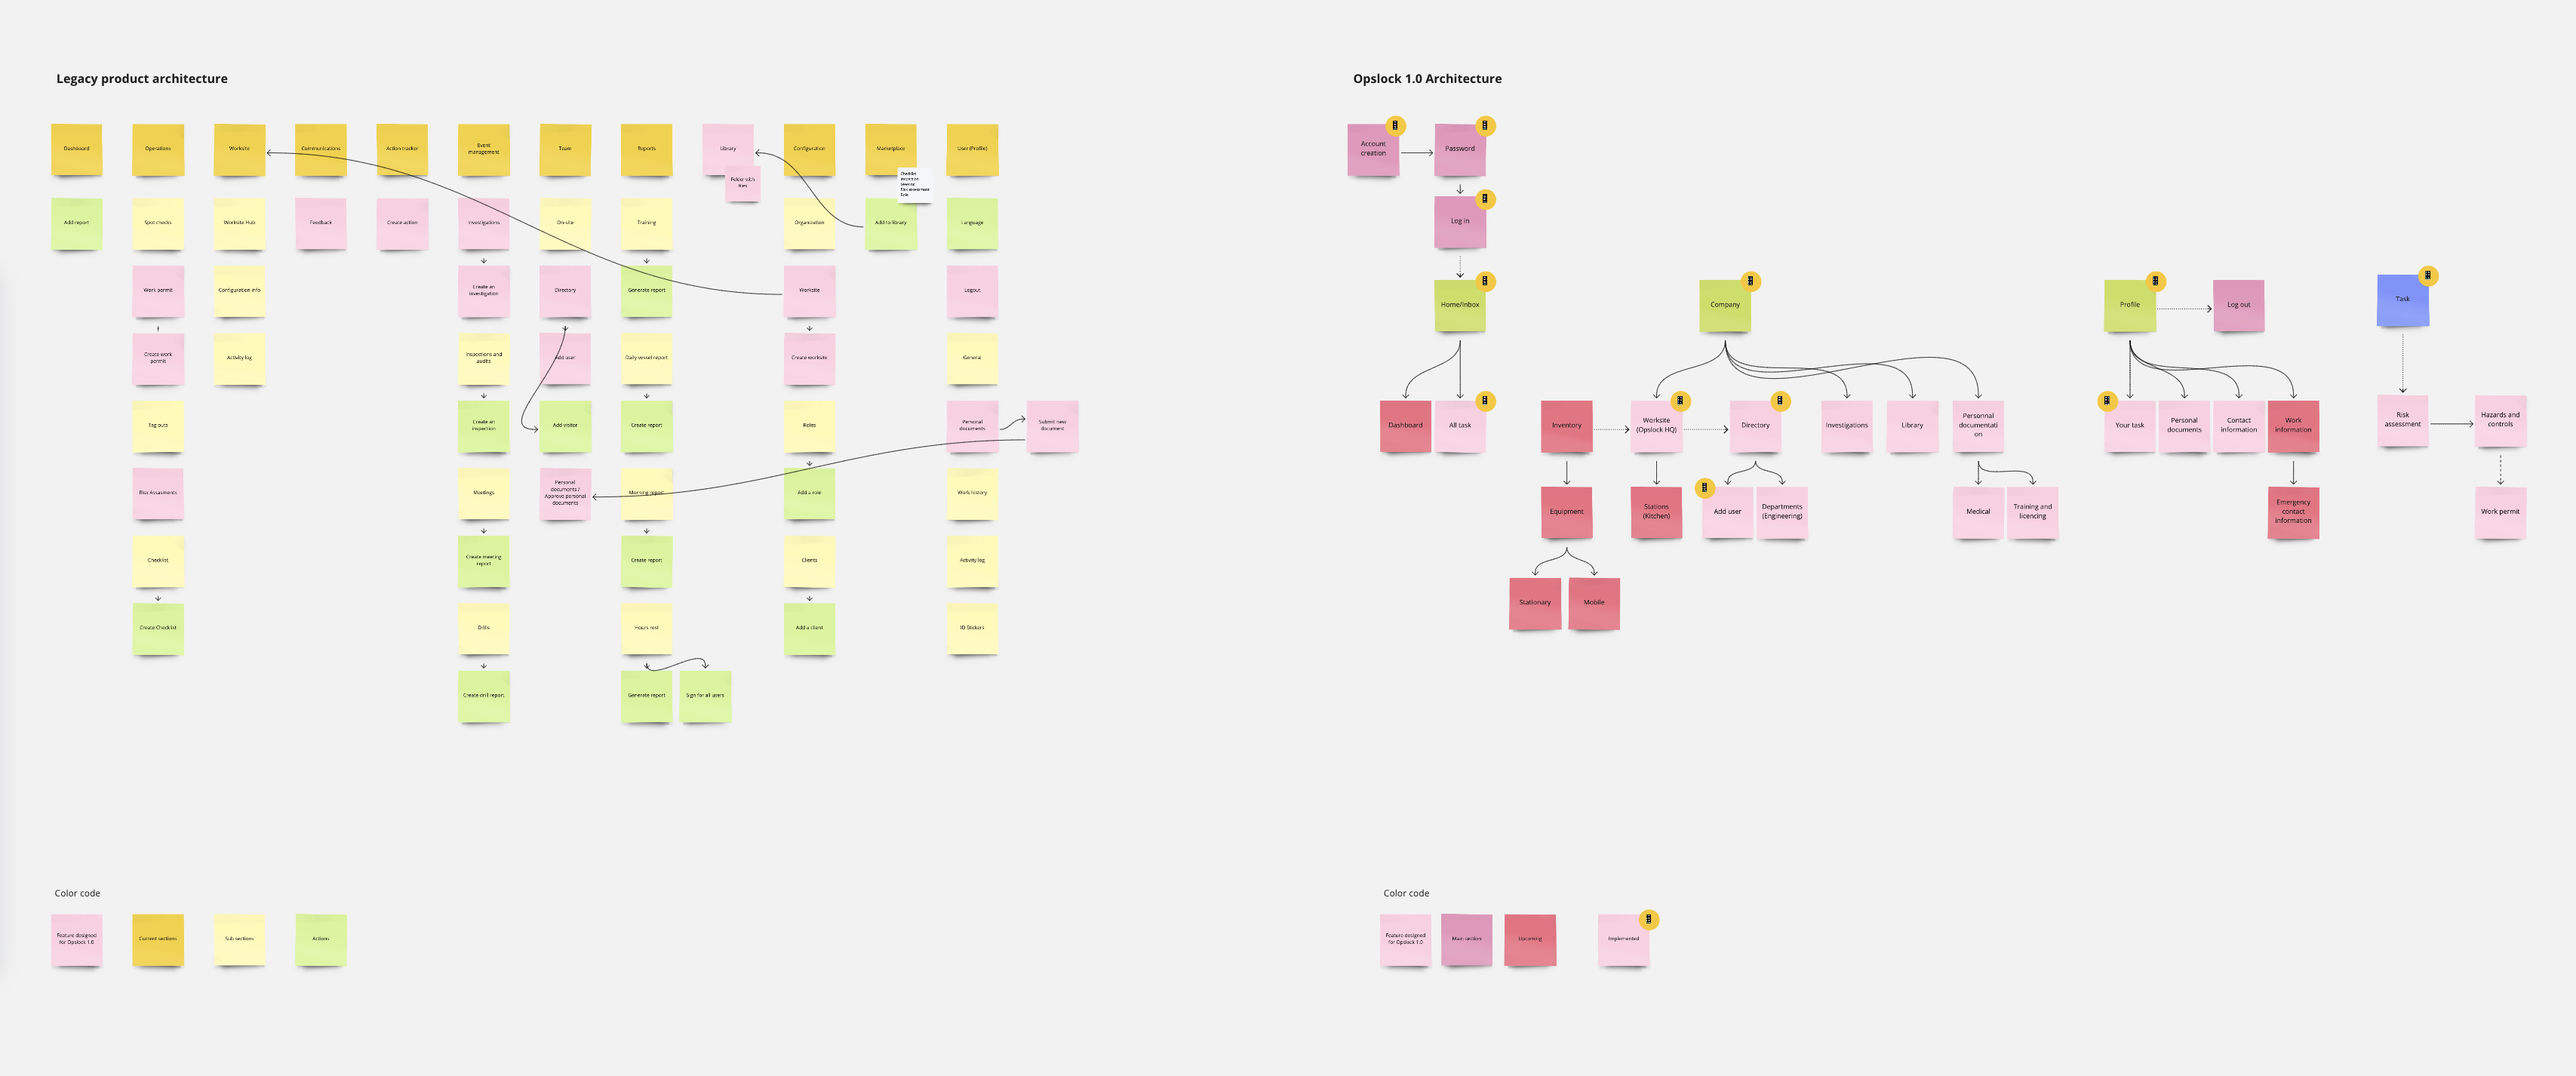 Legacy product architecture
Opslock 1.0 Architecture
Dashboard
Operations
Worksite
Communications
Action tracker
Event
management
Team
Reports
Library
Configuration
Marketplace
User (Profile)
Folder with
files
Checklist
Meeting
Risk assessment
Role
Add report
Spot checks
Worksite Hub
Feedback
Create action
Investigations
On-site
Training
Organization
Add to library
Language
Work permit
Configuration info
Create an
investigation
Directory
Generate report
Worksite
Logout
Create work
permit
Activity log
Inspections and
audits
Add user
Daily vessel report
Create worksite
General
Tag outs
Create an
inspection
Add visitor
Create report
Roles
Personal
documents
Submit new
document
Risk Assasments
Meetings
Personal
documents /
Approve personal
documents
Morning report
Add a role
Work history
Checklist
Create meeting
report
Create report
Clients
Activity log
Create Checklist
Drills
Hours rest
Add a client
ID Stickers
Create drill report
Generate report
Sign for all users
Color code
Feature designed
for Opslock 1.0
Current sections
Sub sections
Actions
Account
creation
Password
Log in
Home/Inbox
Company
Profile
Log out
Task
Dashboard
All task
Inventory
Worksite
(Opslock HQ)
Directory
Investigations
Library
Personnal
documentati
on
Your task
Personal
documents
Contact
information
Work
information
Risk
assessment
Hazards and
controls
Equipment
Stations
(Kitchen)
Add user
Departments
(Engineering)
Medical
Training and
licencing
Emergency
contact
information
Work permit
Stationary
Mobile
Color code
Feature designed
for Opslock 1.0
Main section
Upcoming
Implemented